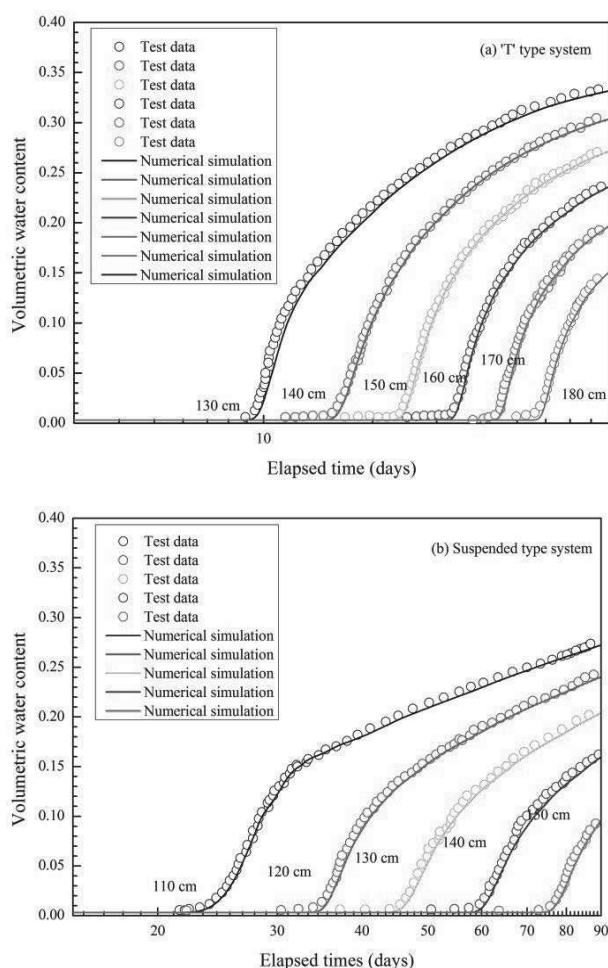 0.40
0.35
0.30
0.25
0.20
0.15
0.10
0.05
0.00
Volumetric water content
Test data
Test data
Test data
Test data
Test data
Test data
Numerical simulation
Numerical simulation
Numerical simulation
Numerical simulation
Numerical simulation
Numerical simulation
Numerical simulation
(a) 'T' type system
130 cm
140 cm
150 cm
160 cm
170 cm
180 cm
10
Elapsed time (days)
0.40
0.35
0.30
0.25
0.20
0.15
0.10
0.05
0.00
Volumetric water content
Test data
Test data
Test data
Test data
Test data
Numerical simulation
Numerical simulation
Numerical simulation
Numerical simulation
Numerical simulation
(b) Suspended type system
110 cm
120 cm
130 cm
140 cm
150 cm
20 30 40 50 60 70 80 90
Elapsed times (days)